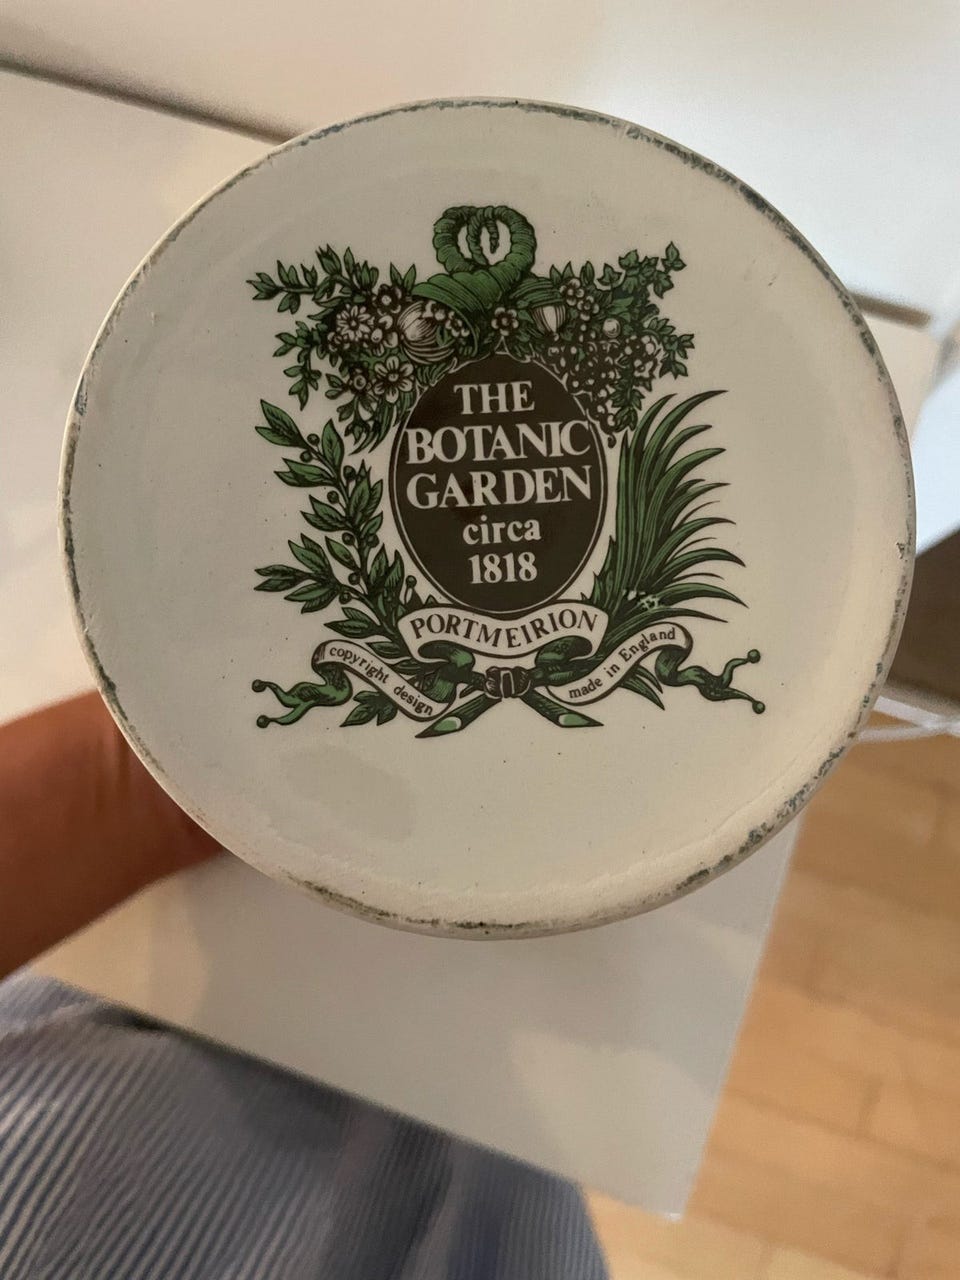 THE
BOTANIC
GARDEN
circa
1818
PORTMEIRION
copyright design
made in England